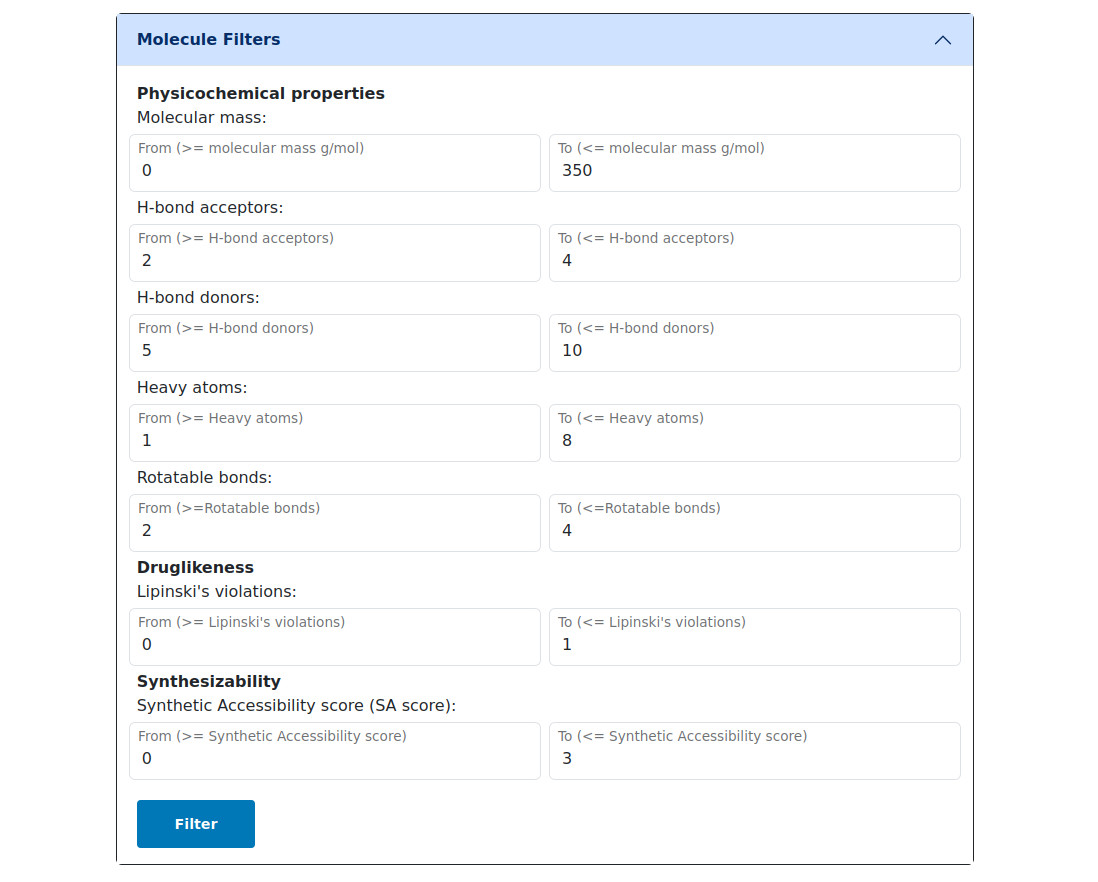 Molecule Filters
Physicochemical properties
Molecular mass:
From (>= molecular mass g/mol) To (<= molecular mass g/mol)
0 350
H-bond acceptors:
From (>= H-bond acceptors) To (<= H-bond acceptors)
2 4
H-bond donors:
From (>= H-bond donors) To (<= H-bond donors)
5 10
Heavy atoms:
From (>= Heavy atoms) To (<= Heavy atoms)
1 8
Rotatable bonds:
From (>=Rotatable bonds) To (<=Rotatable bonds)
2 4
Druglikeness
Lipinski's violations:
From (>= Lipinski's violations) To (<= Lipinski's violations)
0 1
Synthesizability
Synthetic Accessibility score (SA score):
From (>= Synthetic Accessibility score) To (<= Synthetic Accessibility score)
0 3
Filter